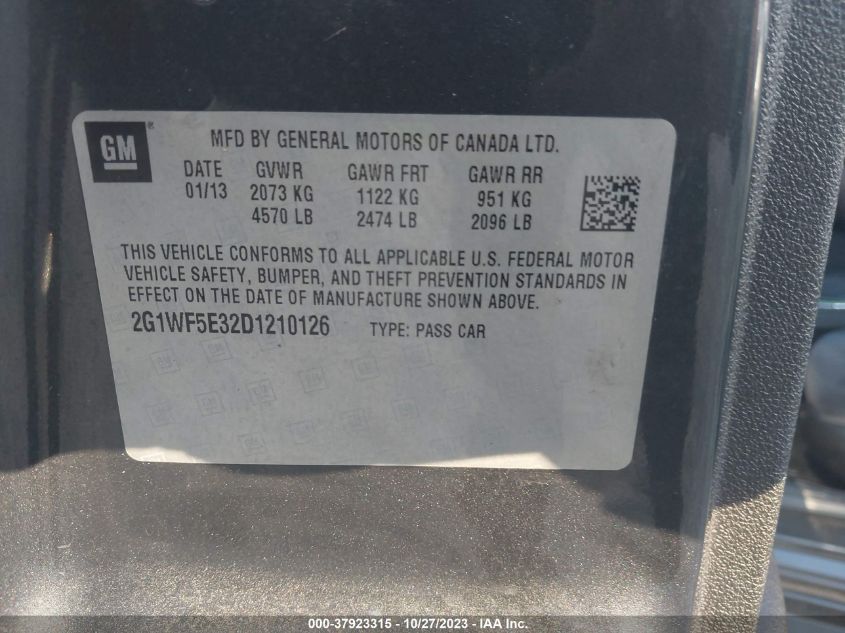 GM ®
MFD BY GENERAL MOTORS OF CANADA LTD.
DATE GVWR GAWR FRT GAWR RR
01/13 2073 KG 1122 KG 951 KG
4570 LB 2474 LB 2096 LB
THIS VEHICLE CONFORMS TO ALL APPLICABLE U.S. FEDERAL MOTOR
VEHICLE SAFETY, BUMPER, AND THEFT PREVENTION STANDARDS IN
EFFECT ON THE DATE OF MANUFACTURE SHOWN ABOVE.
2G1WF5E32D1210126 TYPE: PASS CAR
000-37923315 - 10/27/2023 - IAA Inc.